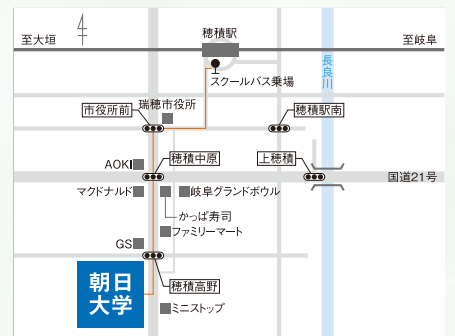 穂積駅
至大垣
至岐阜
スクールバス乗場
長良川
瑞穂市役所
市役所前
穂積駅南
AOKI
穂積中原
上穂積
国道21号
マクドナルド
岐阜グランドボウル
かっぱ寿司
ファミリーマート
GS
朝日
大学
穂積高野
ミニストップ